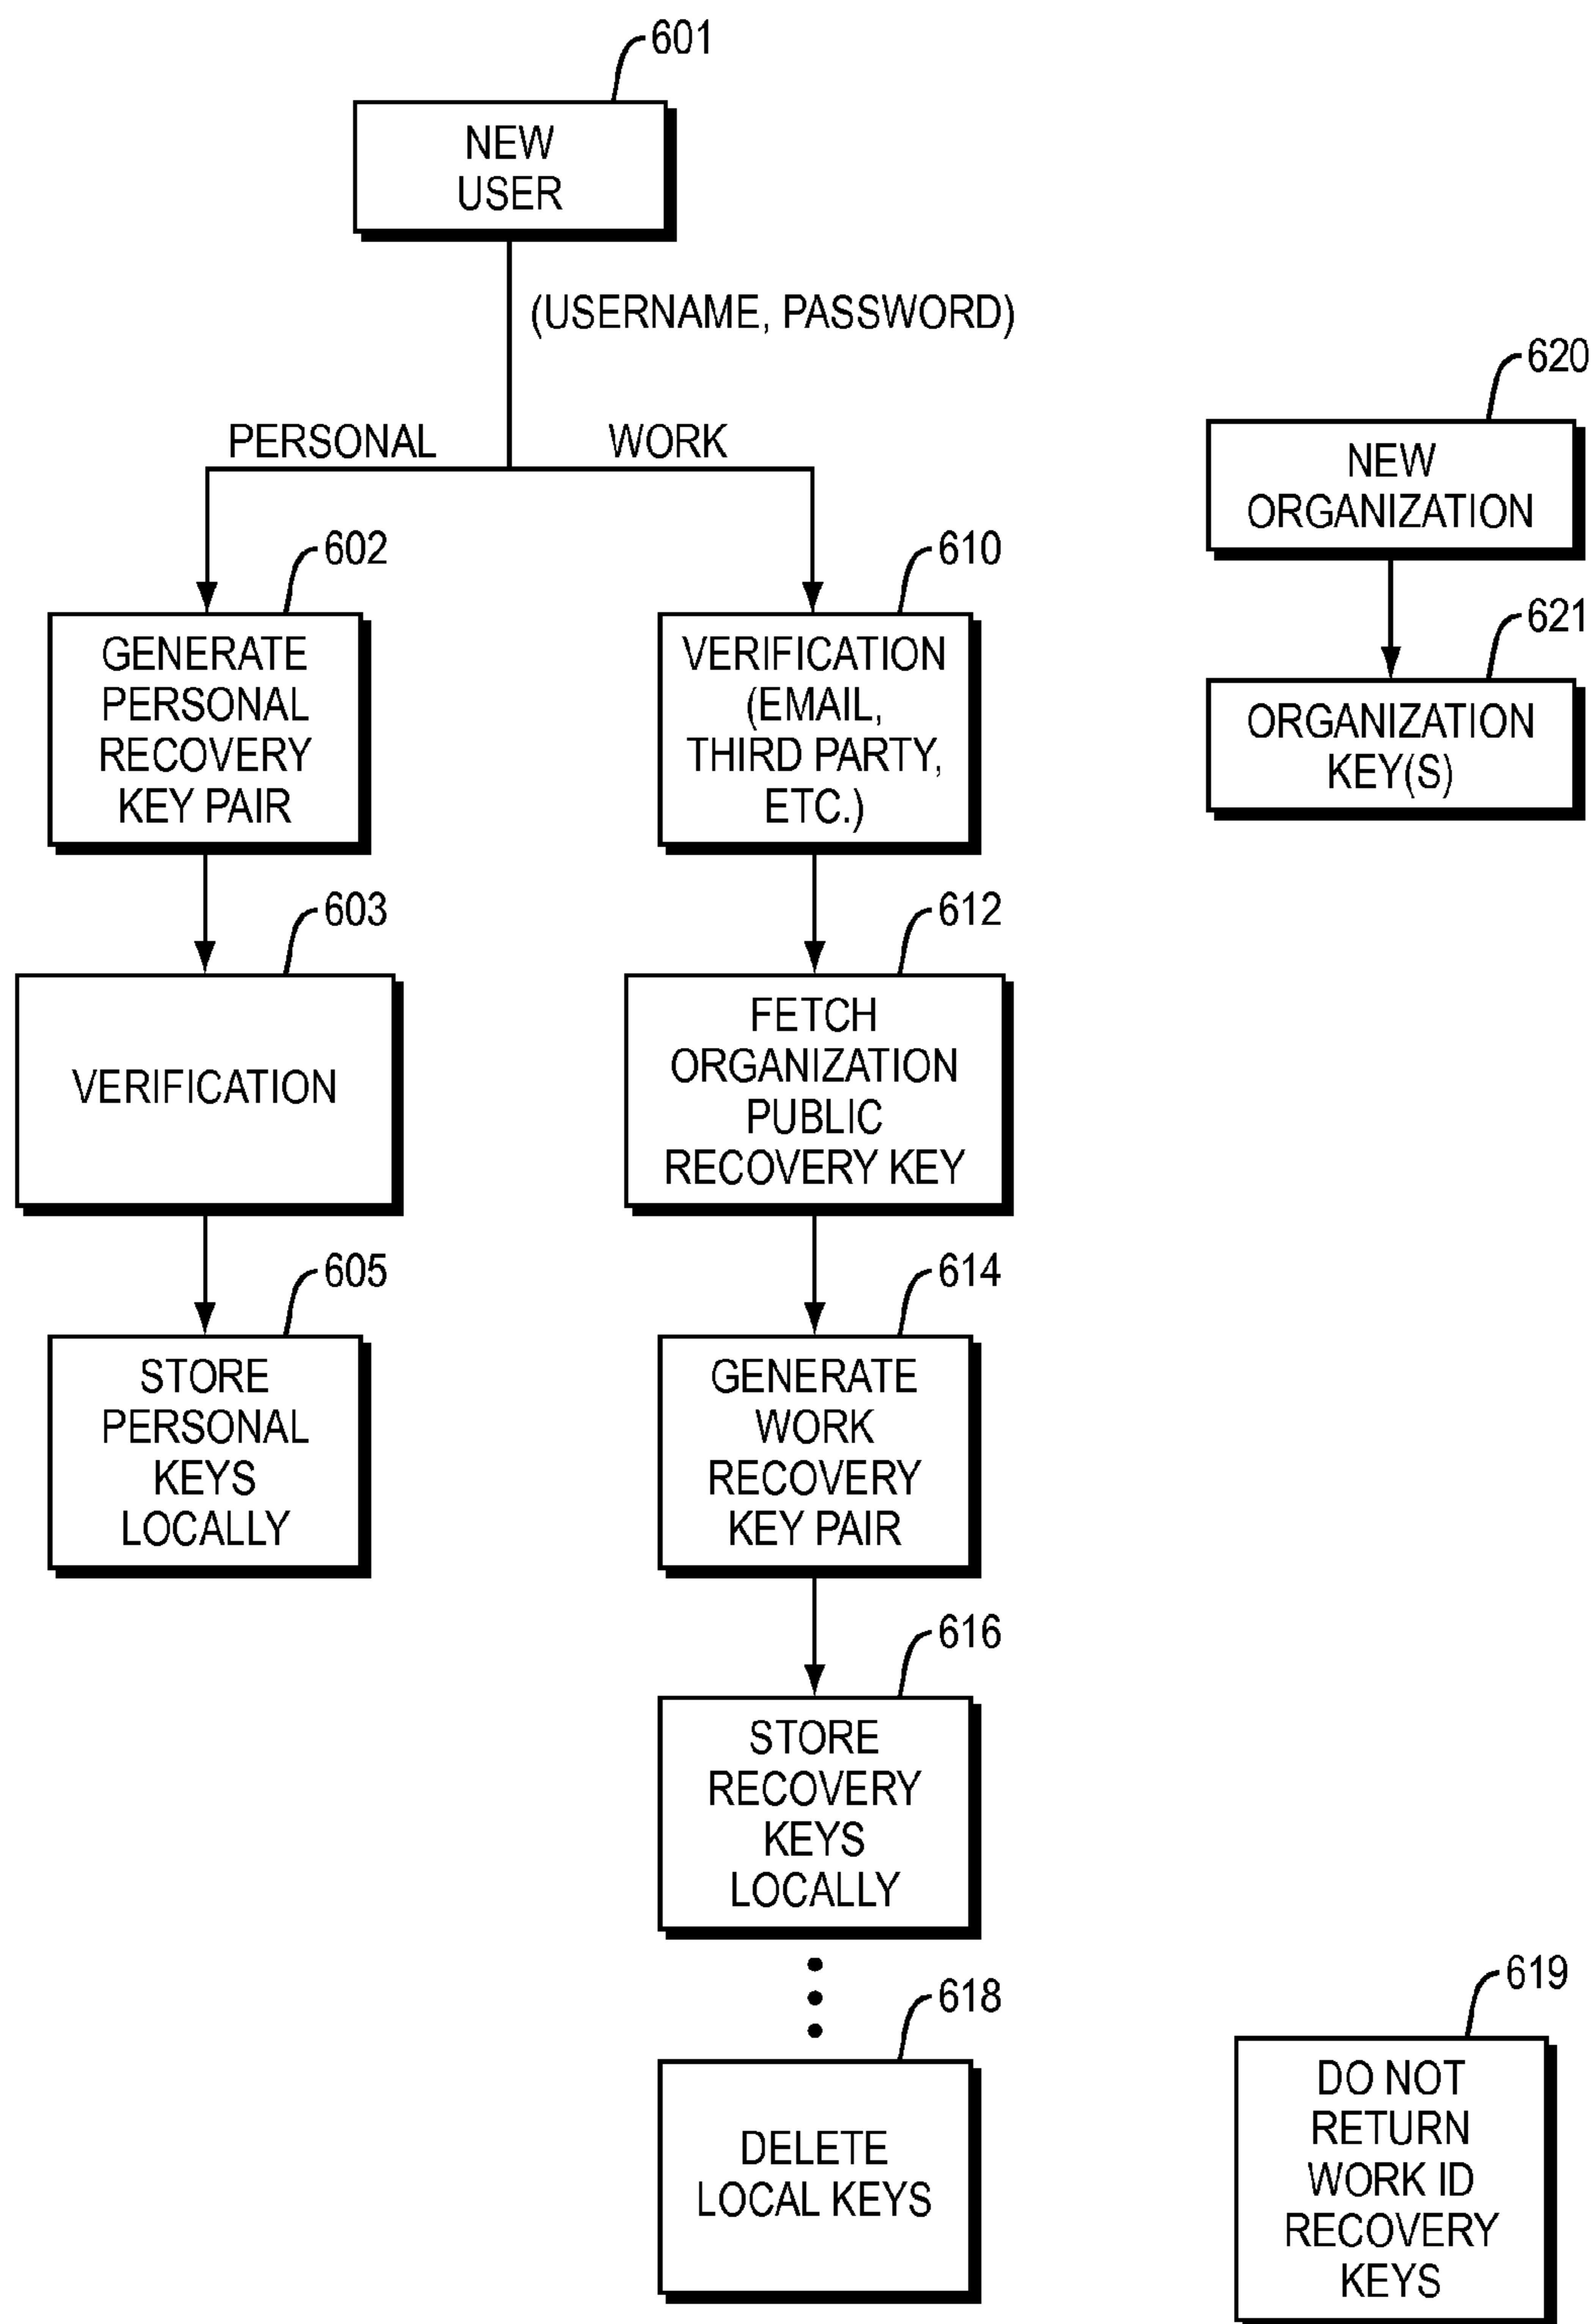 601
NEW
USER
(USERNAME, PASSWORD)
PERSONAL
WORK
602
GENERATE
PERSONAL
RECOVERY
KEY PAIR
603
VERIFICATION
605
STORE
PERSONAL
KEYS
LOCALLY
610
VERIFICATION
(EMAIL,
THIRD PARTY,
ETC.)
612
FETCH
ORGANIZATION
PUBLIC
RECOVERY KEY
614
GENERATE
WORK
RECOVERY
KEY PAIR
616
STORE
RECOVERY
KEYS
LOCALLY
618
DELETE
LOCAL KEYS
620
NEW
ORGANIZATION
621
ORGANIZATION
KEY(S)
619
DO NOT
RETURN
WORK ID
RECOVERY
KEYS